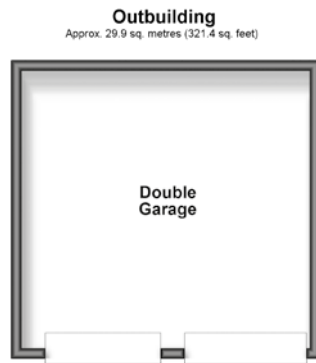 Outbuilding
Approx. 29.9 sq. metres (321.4 sq. feet)
Double
Garage